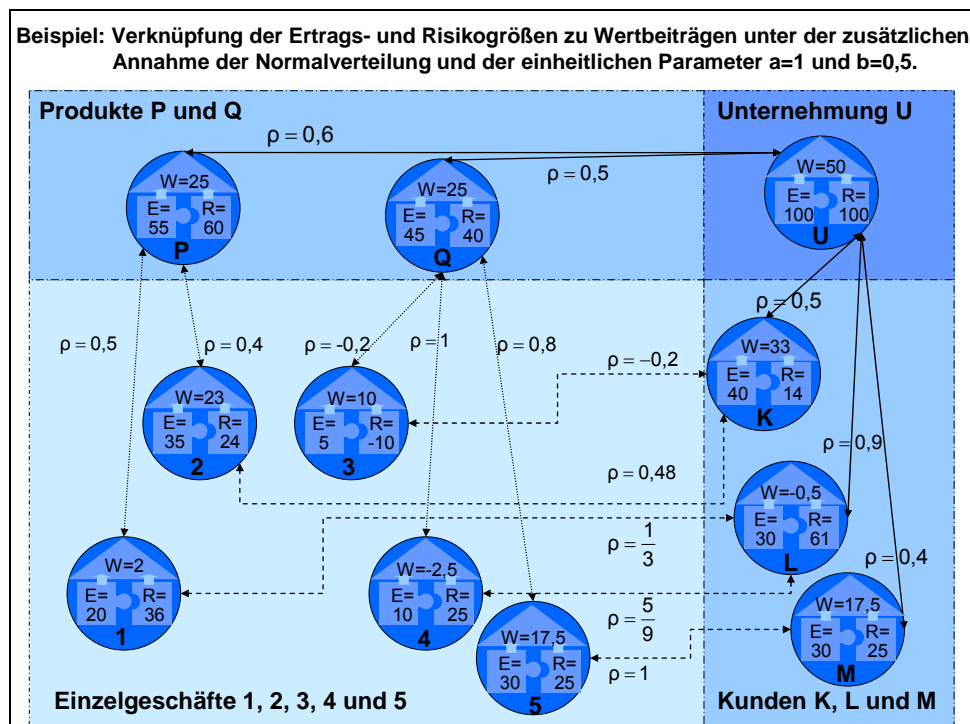 Beispiel: Verknüpfung der Ertrags- und Risikogrößen zu Wertbeiträgen unter der zusätzlichen
Annahme der Normalverteilung und der einheitlichen Parameter a=1 und b=0,5.
Produkte P und Q
Unternehmung U
ρ = 0,6
ρ = 0,5
W=25
E=
55
R=
60
P
W=25
E=
45
R=
40
Q
W=50
E=
100
R=
100
U
ρ = 0,5
ρ = 0,4
ρ = -0,2
ρ = 1
ρ = 0,8
ρ = −0,2
ρ = 0,5
W=23
E=
35
R=
24
2
W=10
E=
5
R=
-10
3
W=33
E=
40
R=
14
K
ρ = 0,48
ρ = 0,9
W=-0,5
E=
30
R=
61
L
ρ = 1/3
ρ = 0,4
W=2
E=
20
R=
36
1
W=-2,5
E=
10
R=
25
4
ρ = 5/9
W=17,5
E=
30
R=
25
5
ρ = 1
W=17,5
E=
30
R=
25
M
Einzelgeschäfte 1, 2, 3, 4 und 5
Kunden K, L und M